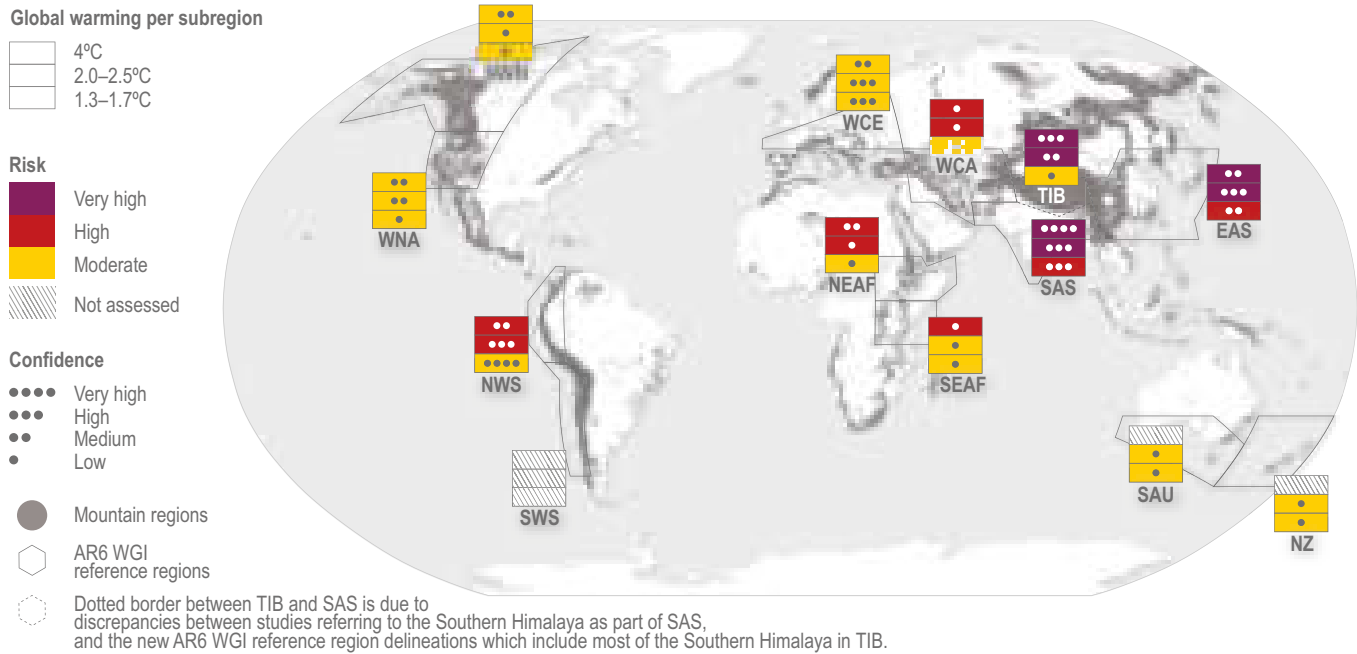 Global warming per subregion
4ºC
2.0–2.5ºC
1.3–1.7ºC
Risk
Very high
High
Moderate
Not assessed
Confidence
Very high
High
Medium
Low
Mountain regions
AR6 WGI
reference regions
Dotted border between TIB and SAS is due to
discrepancies between studies referring to the Southern Himalaya as part of SAS,
and the new AR6 WGI reference region delineations which include most of the Southern Himalaya in TIB.
WCE
WCA
TIB
EAS
WNA
NEAF
SAS
NWS
SEAF
SWS
SAU
NZ